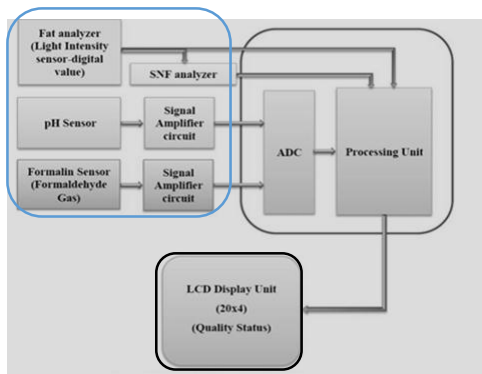 Fat analyzer
(Light Intensity
sensor-digital
value)
SNF analyzer
pH Sensor
Signal
Amplifier
circuit
ADC
Processing Unit
Formalin Sensor
(Formaldehyde
Gas)
Signal
Amplifier
circuit
LCD Display Unit
(20x4)
(Quality Status)